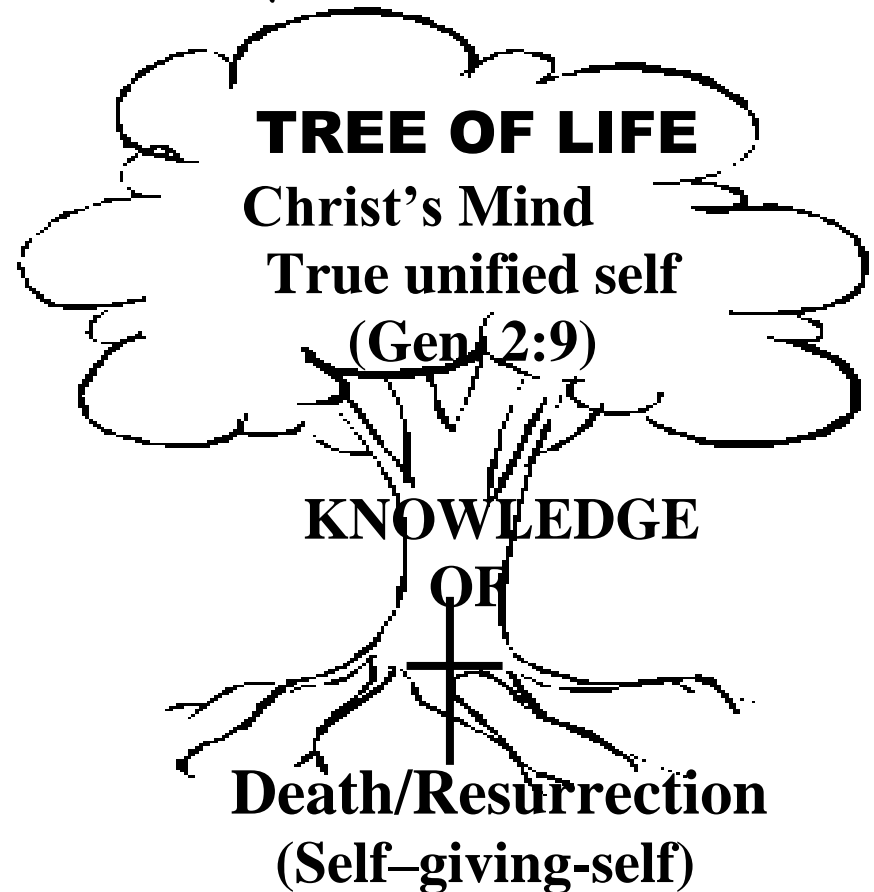 TREE OF LIFE
Christ’s Mind
True unified self
(Gen. 2:9)
KNOWLEDGE
OF
Death/Resurrection
(Self–giving-self)